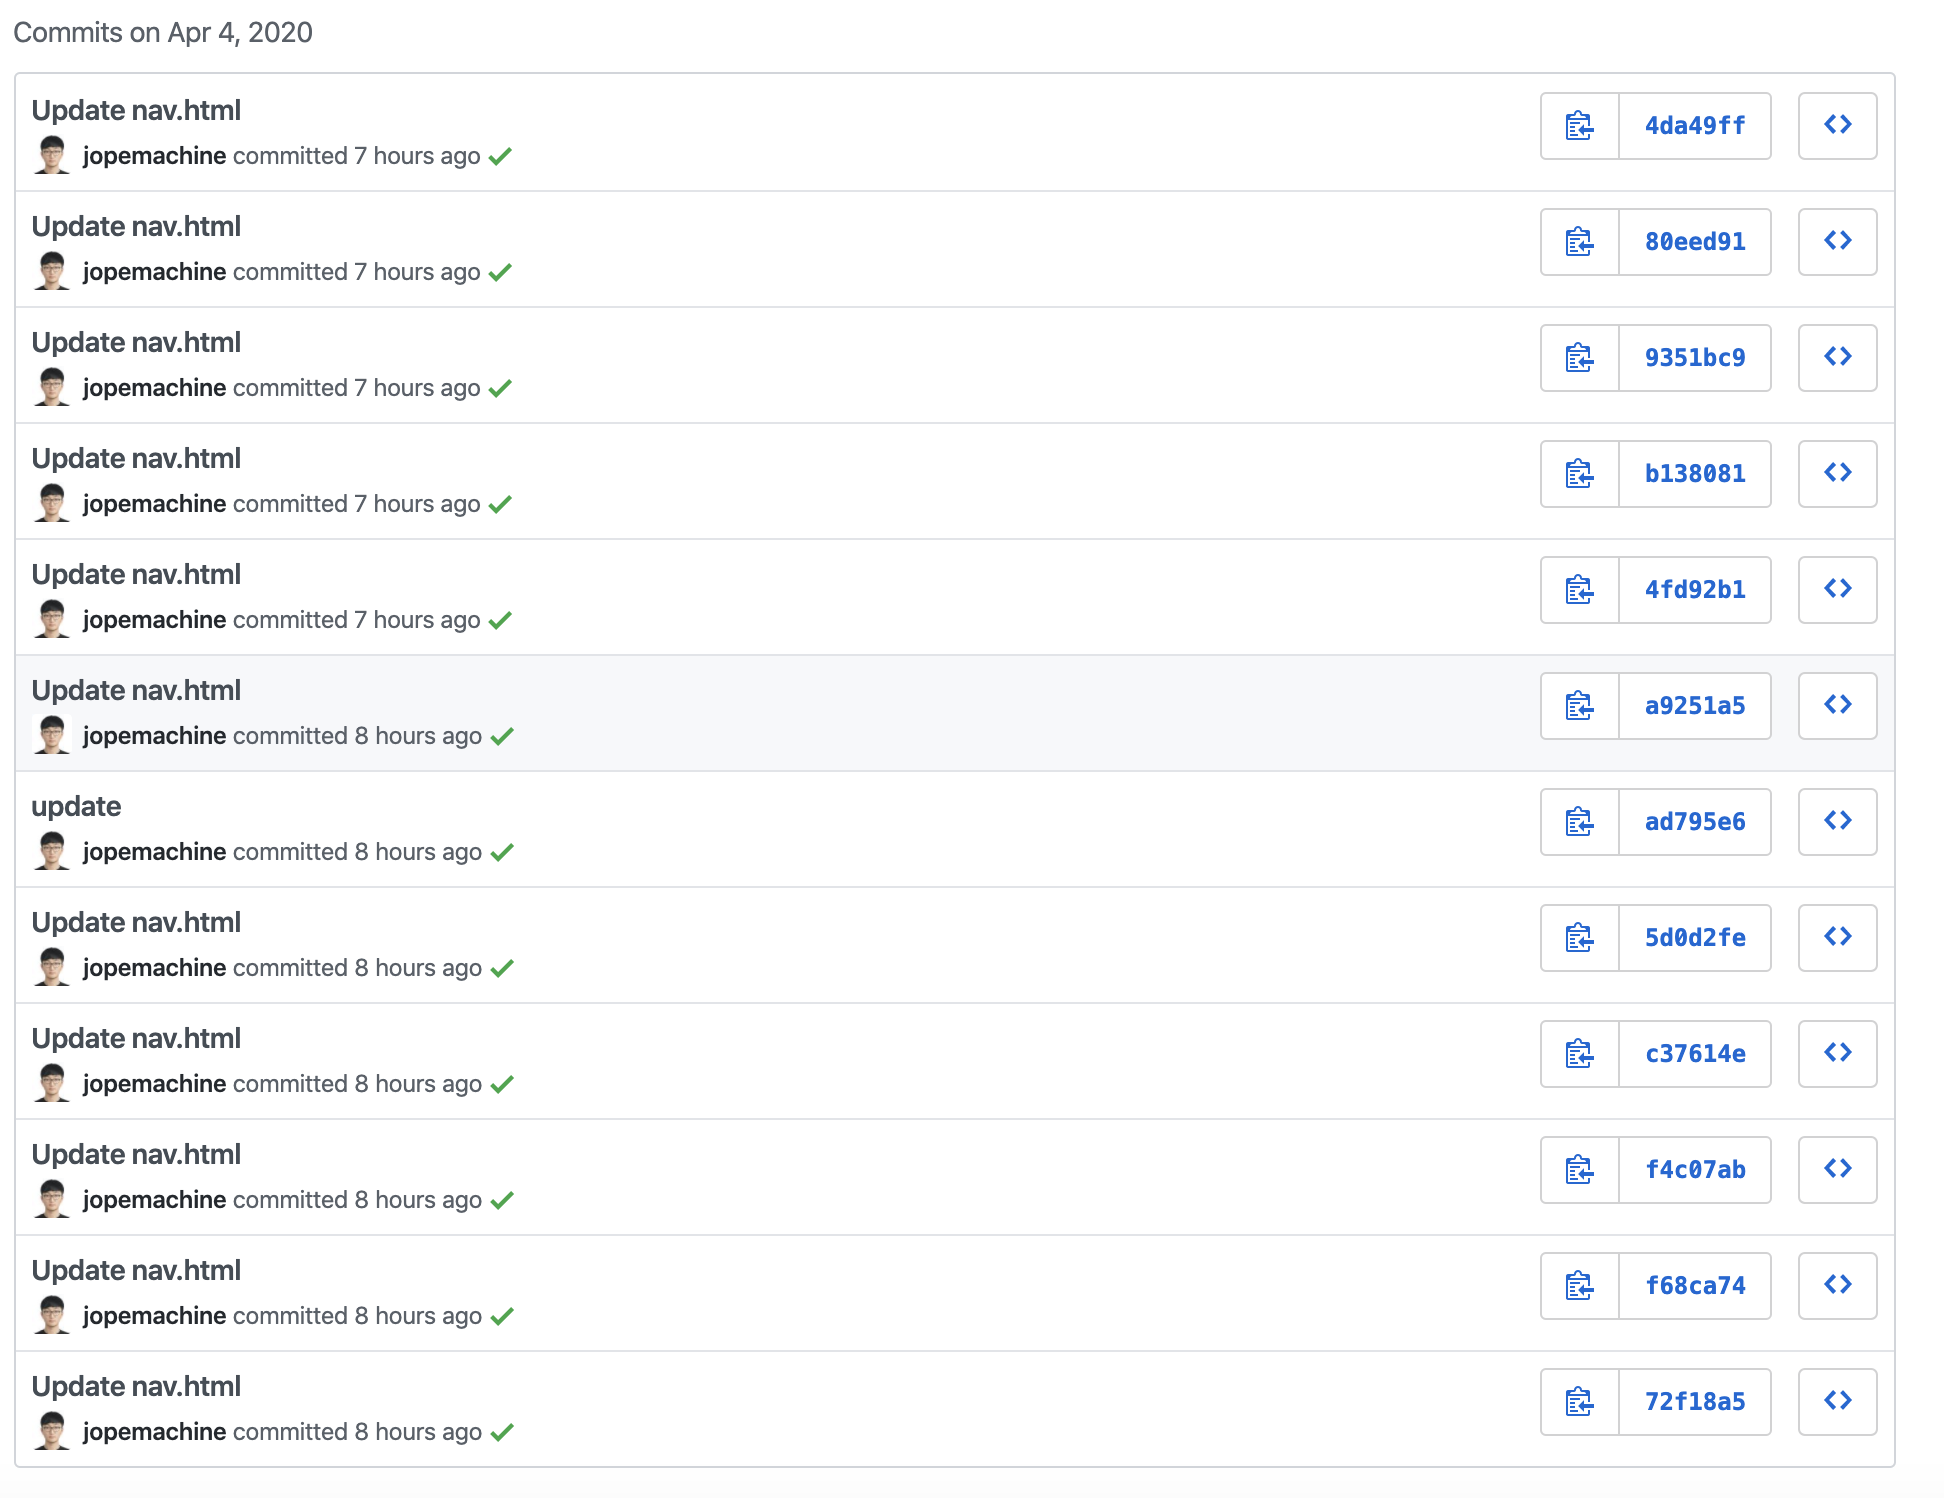 Commits on Apr 4, 2020
Update nav.html
4da49ff
jopemachine committed 7 hours ago
Update nav.html
80eed91
jopemachine committed 7 hours ago
Update nav.html
9351bc9
jopemachine committed 7 hours ago
Update nav.html
b138081
jopemachine committed 7 hours ago
Update nav.html
4fd92b1
jopemachine committed 7 hours ago
Update nav.html
a9251a5
jopemachine committed 8 hours ago
update
ad795e6
jopemachine committed 8 hours ago
Update nav.html
5d0d2fe
jopemachine committed 8 hours ago
Update nav.html
c37614e
jopemachine committed 8 hours ago
Update nav.html
f4c07ab
jopemachine committed 8 hours ago
Update nav.html
f68ca74
jopemachine committed 8 hours ago
Update nav.html
72f18a5
jopemachine committed 8 hours ago